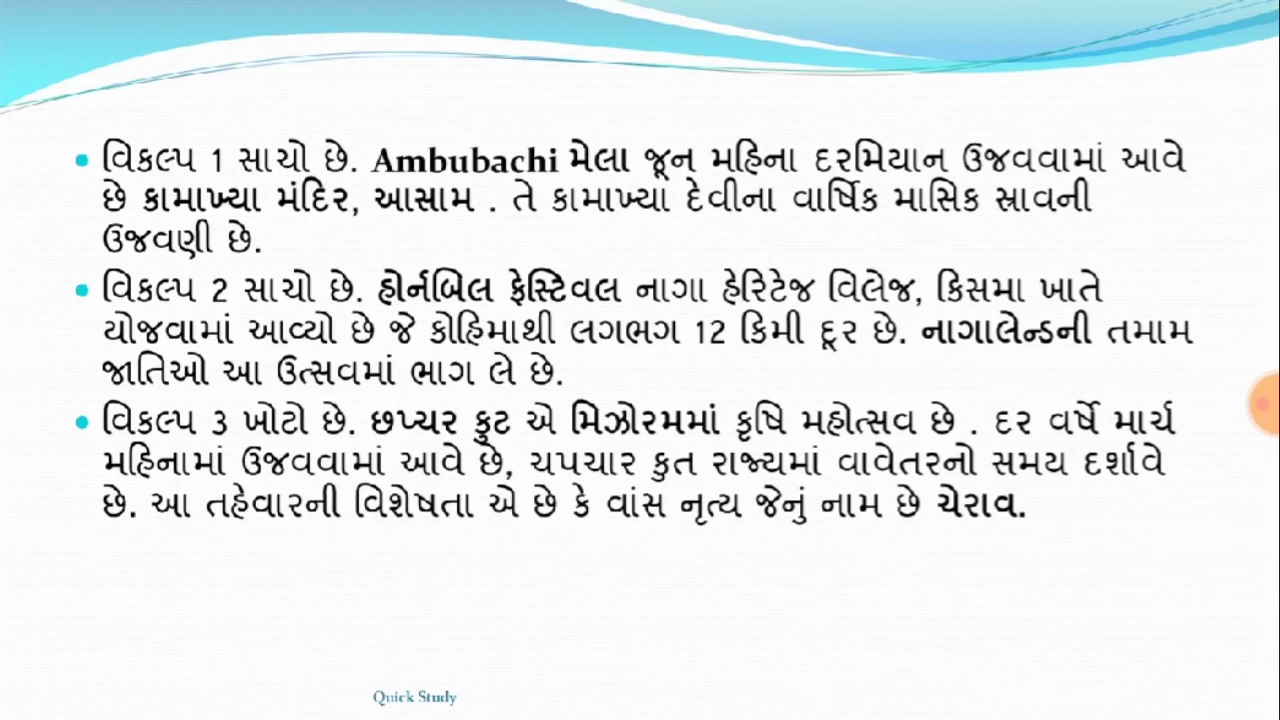 • વિકલ્પ 1 સાચો છે. Ambubachi મેલા જૂન મહિના દરમિયાન ઉજવવામાં આવે
છે કામાખ્યા મંદિર, આસામ . તે કામાખ્યા દેવીના વાર્ષિક માસિક સ્રાવની
ઉજવણી છે.
• વિકલ્પ 2 સાચો છે. હોર્નબિલ ફેસ્ટિવલ નાગા હેરિટેજ વિલેજ, કિસમા ખાતે
યોજવામાં આવ્યો છે જે કોહિમાથી લગભગ 12 કિમી દૂર છે. નાગાલેન્ડની તમામ
જાતિઓ આ ઉત્સવમાં ભાગ લે છે.
• વિકલ્પ 3 ખોટો છે. છપ્ચર કુટ એ મિઝોરમમાં કૃષિ મહોત્સવ છે . દર વર્ષે માર્ચ
મહિનામાં ઉજવવામાં આવે છે, ચપચાર કુત રાજ્યમાં વાવેતરનો સમય દર્શાવે
છે. આ તહેવારની વિશેષતા એ છે કે વાંસ નૃત્ય જેનું નામ છે ચેરાવ.
Quick Study